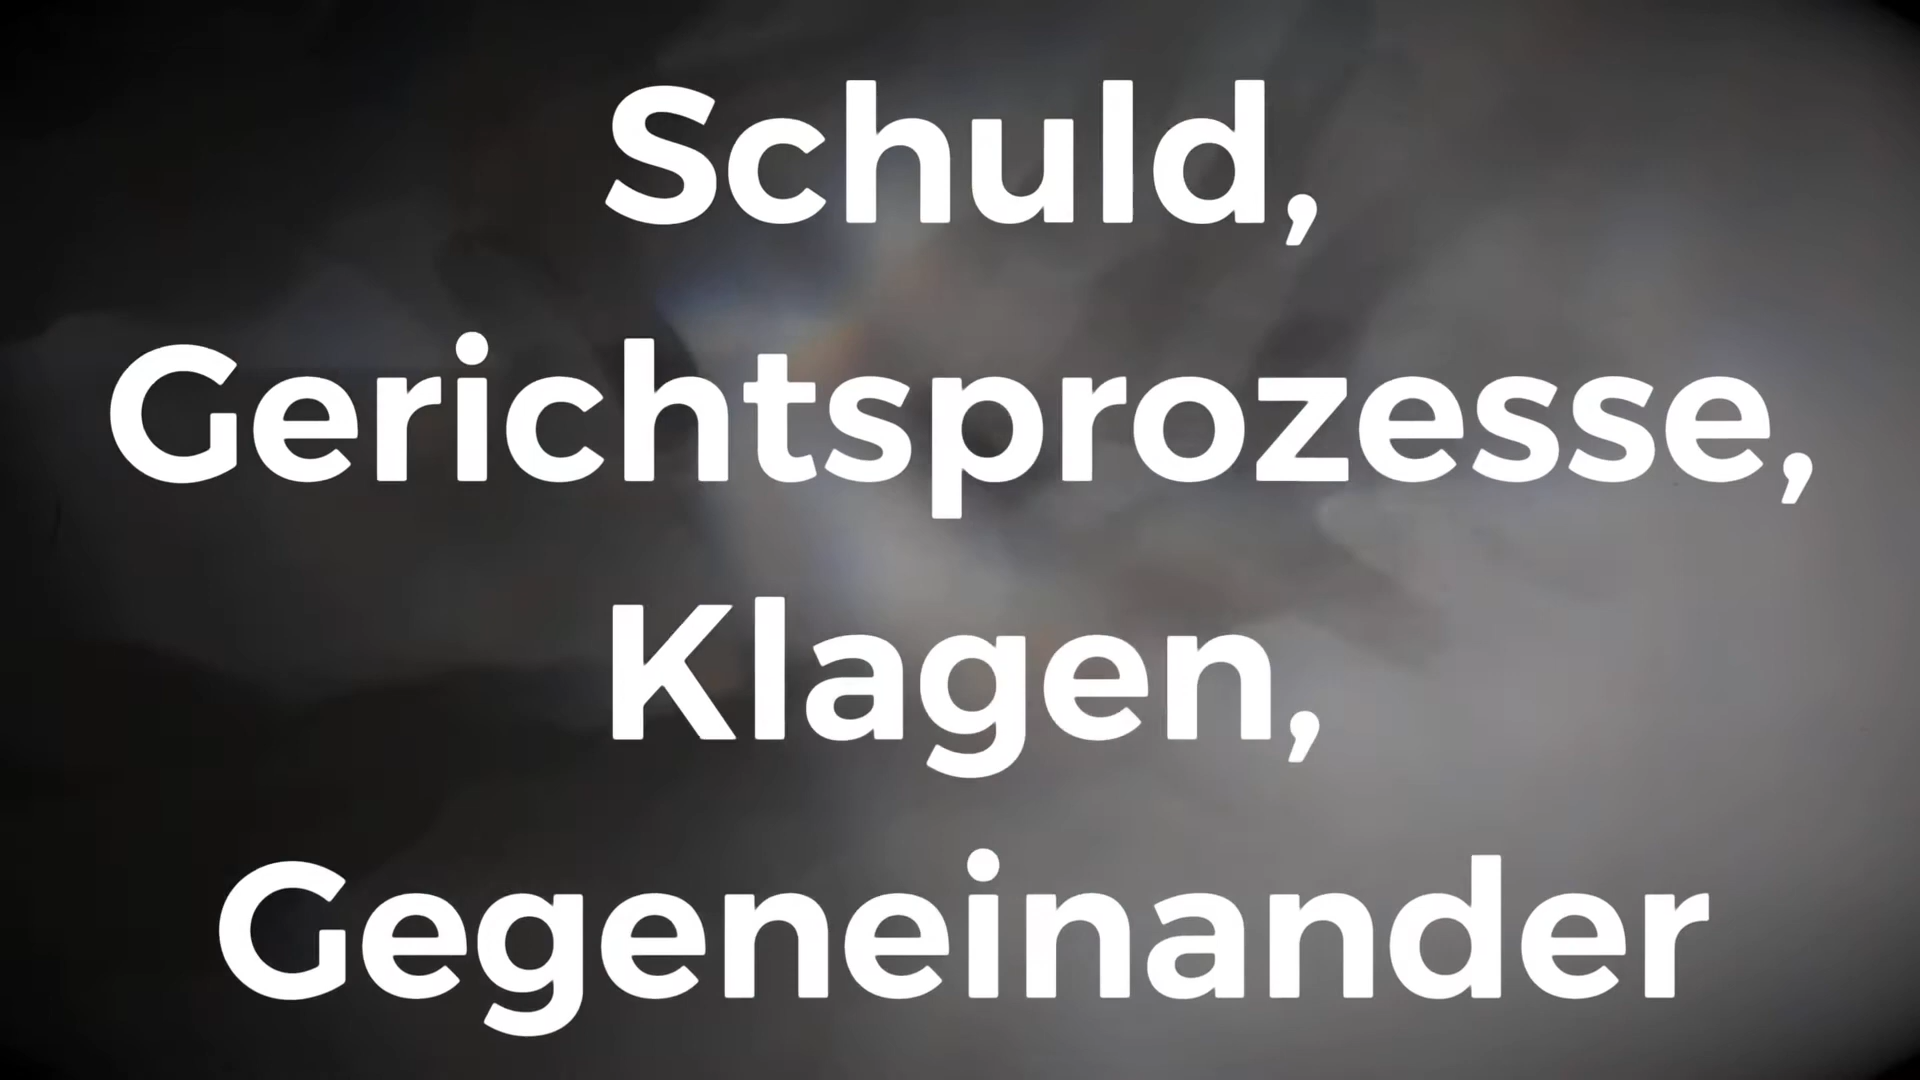 Schuld,
Gerichtsprozesse,
Klagen,
Gegeneinander